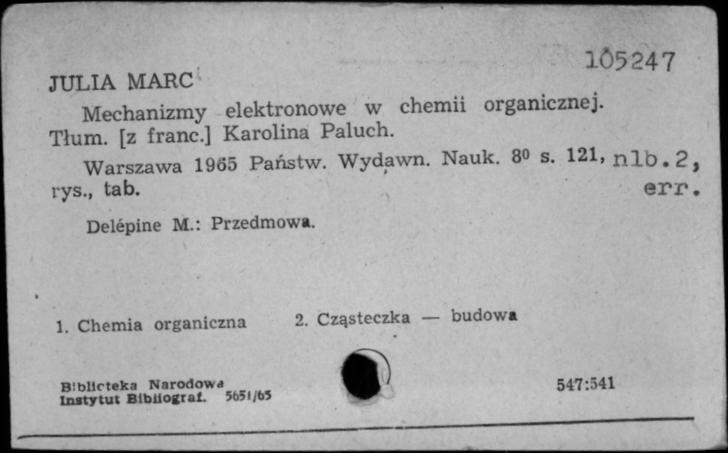 105247
JULIA MARC
Mechanizmy elektronowe w chemii organicznej.
Tłum. [z franc.] Karolina Paluch.
Warszawa 1965 Państw. Wydawn. Nauk. 8⁰ s. 121, nlb.2,
rys., tab. err.
Delépine M.: Przedmowa.
1. Chemia organiczna 2. Cząsteczka — budowa
Biblioteka Narodowa
Instytut Bibliograf. 5651/65
547:541